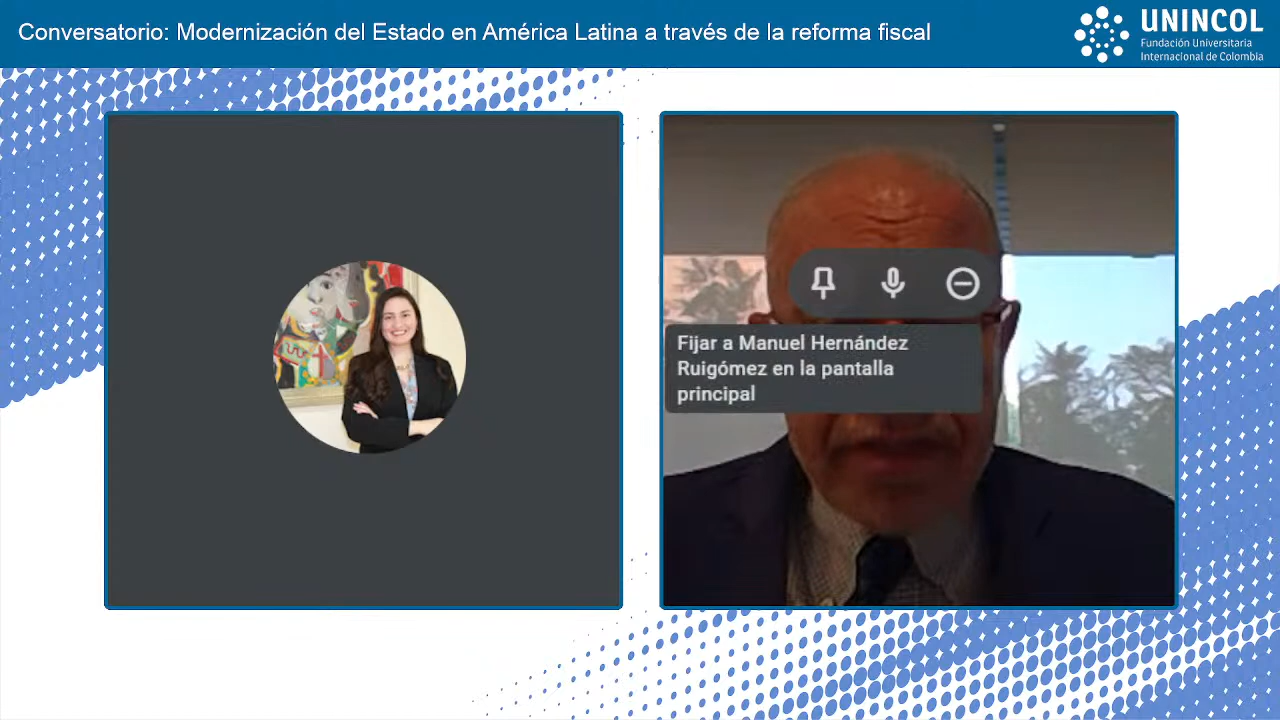 Conversatorio: Modernización del Estado en América Latina a través de la reforma fiscal
UNINCOL
Fundación Universitaria
Internacional de Colombia
Fijar a Manuel Hernández
Ruigómez en la pantalla
principal